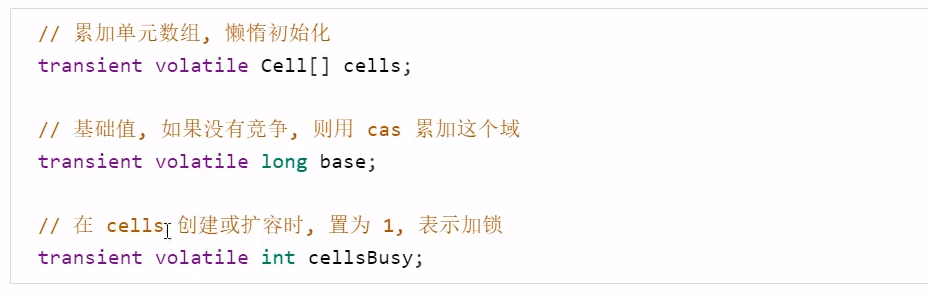 // 累加单元数组, 懒惰初始化
transient volatile Cell[] cells;
// 基础值, 如果没有竞争, 则用 cas 累加这个域
transient volatile long base;
// 在 cells 创建或扩容时, 置为 1, 表示加锁
transient volatile int cellsBusy;